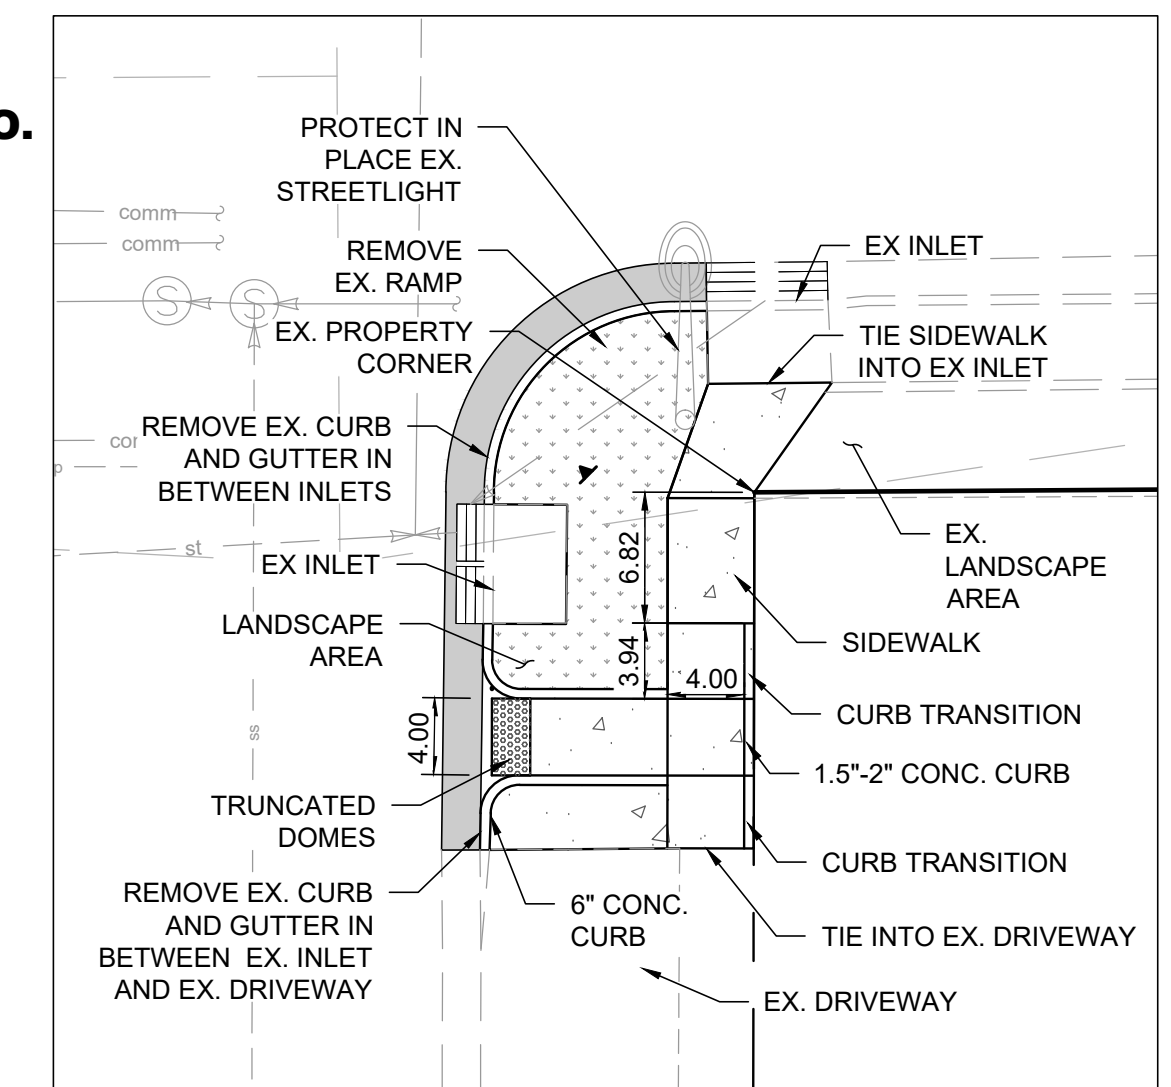 o.
PROTECT IN
PLACE EX.
STREETLIGHT
comm
comm
REMOVE
EX. RAMP
EX INLET
S
S
EX. PROPERTY
CORNER
TIE SIDEWALK
INTO EX INLET
REMOVE EX. CURB
AND GUTTER IN
BETWEEN INLETS
cor
p
st
EX INLET
6.82
EX.
LANDSCAPE
AREA
LANDSCAPE
AREA
SIDEWALK
3.94
4.00
ss
4.00
CURB TRANSITION
1.5"-2" CONC. CURB
TRUNCATED
DOMES
CURB TRANSITION
REMOVE EX. CURB
AND GUTTER IN
BETWEEN EX. INLET
AND EX. DRIVEWAY
6" CONC.
CURB
TIE INTO EX. DRIVEWAY
EX. DRIVEWAY